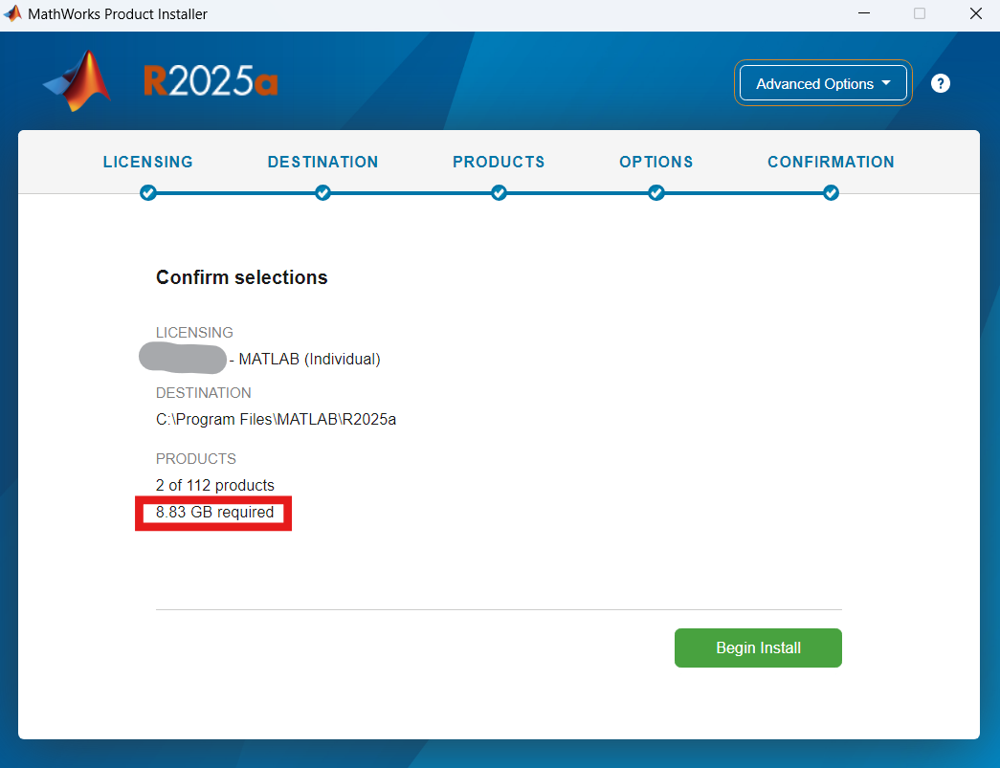 MathWorks Product Installer
R2025a
Advanced Options
?
LICENSING DESTINATION PRODUCTS OPTIONS CONFIRMATION
Confirm selections
LICENSING
- MATLAB (Individual)
DESTINATION
C:\Program Files\MATLAB\R2025a
PRODUCTS
2 of 112 products
8.83 GB required
Begin Install